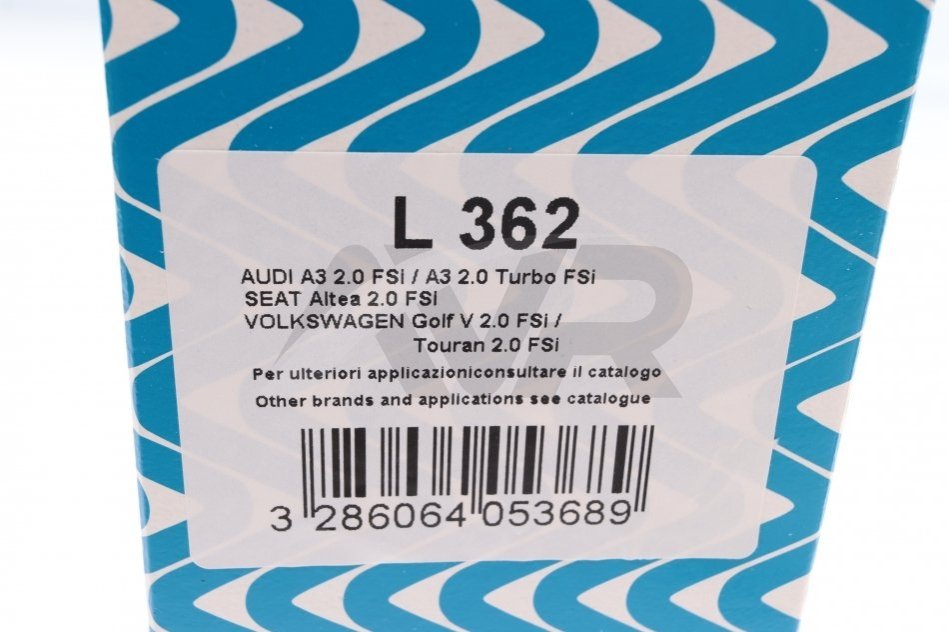 L 362
AUDI A3 2.0 FSi / A3 2.0 Turbo FSi
SEAT Altea 2.0 FSi
VOLKSWAGEN Golf V 2.0 FSi /
Touran 2.0 FSi
Per ulteriori applicazioniconsultare il catalogo
Other brands and applications see catalogue
3 286064 053689